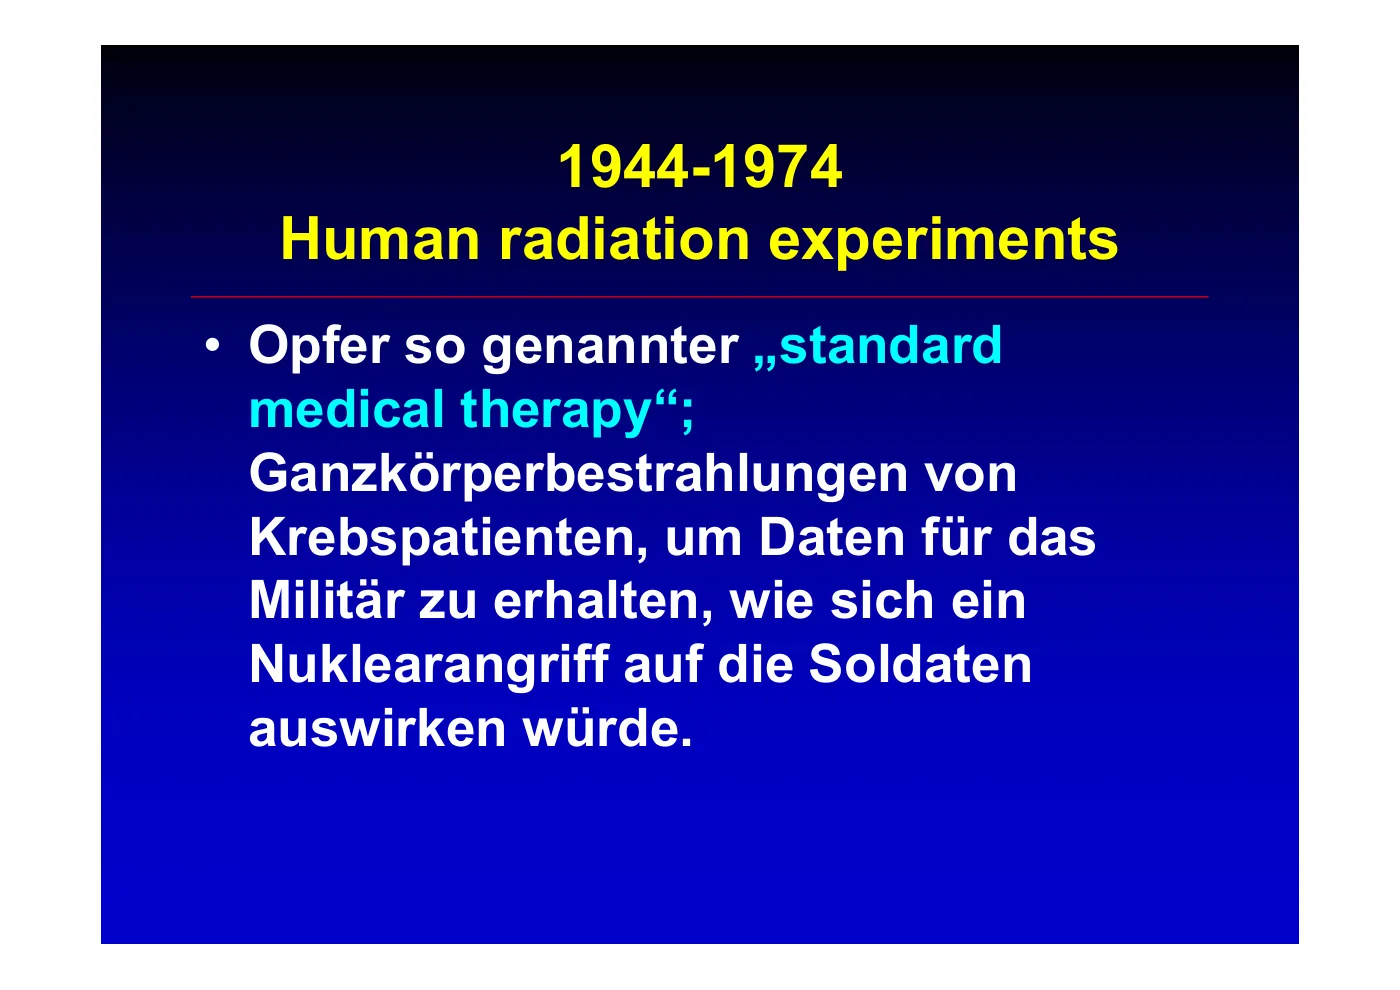 1944-1974
Human radiation experiments
• Opfer so genannter „standard
medical therapy“;
Ganzkörperbestrahlungen von
Krebspatienten, um Daten für das
Militär zu erhalten, wie sich ein
Nuklearangriff auf die Soldaten
auswirken würde.